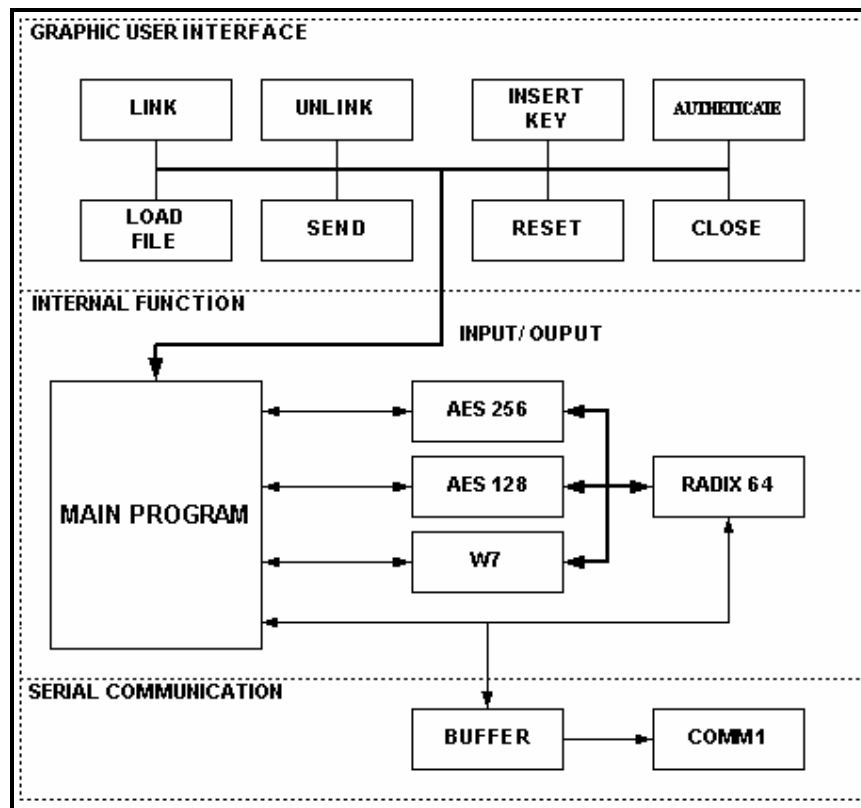 GRAPHIC USER INTERFACE
LINK
UNLINK
INSERT
KEY
AUTHETICATE
LOAD
FILE
SEND
RESET
CLOSE
INTERNAL FUNCTION
INPUT/ OUPUT
MAIN PROGRAM
AES 256
AES 128
RADIX 64
W7
SERIAL COMMUNICATION
BUFFER
COMM1